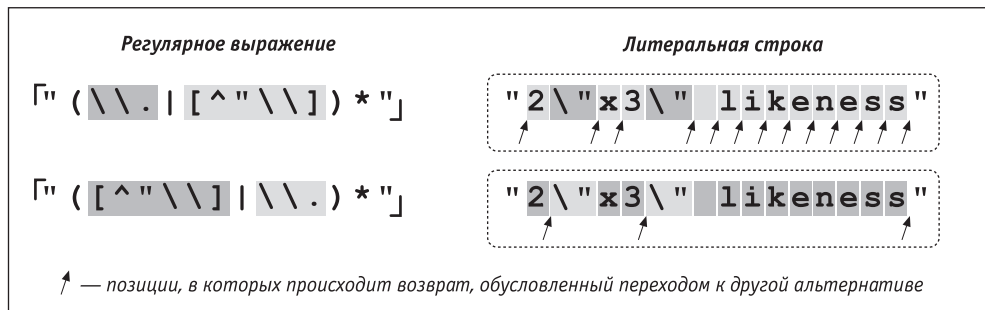 Регулярное выражение
Литеральная строка
⌈"(\\.|[^"\\])*"⌋
"2\"x3\" likeness"
⌈"([^"\\]|\\.)*"⌋
"2\"x3\" likeness"
— позиции, в которых происходит возврат, обусловленный переходом к другой альтернативе